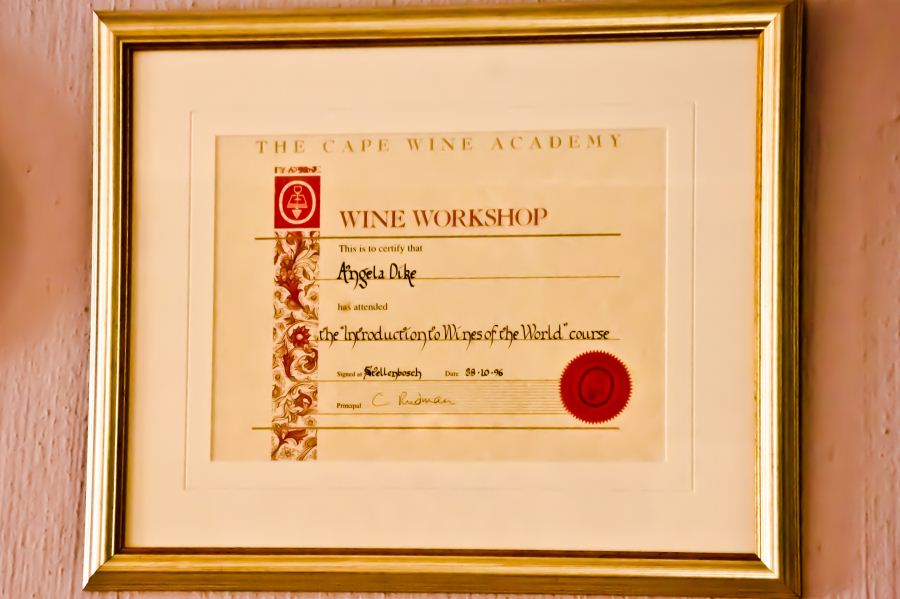 THE CAPE WINE ACADEMY
WINE WORKSHOP
This is to certify that
Angela Dike
has attended
the "Introduction to Wines of the World" course
Signed at Stellenbosch Date 28·10·96
Principal C Redman